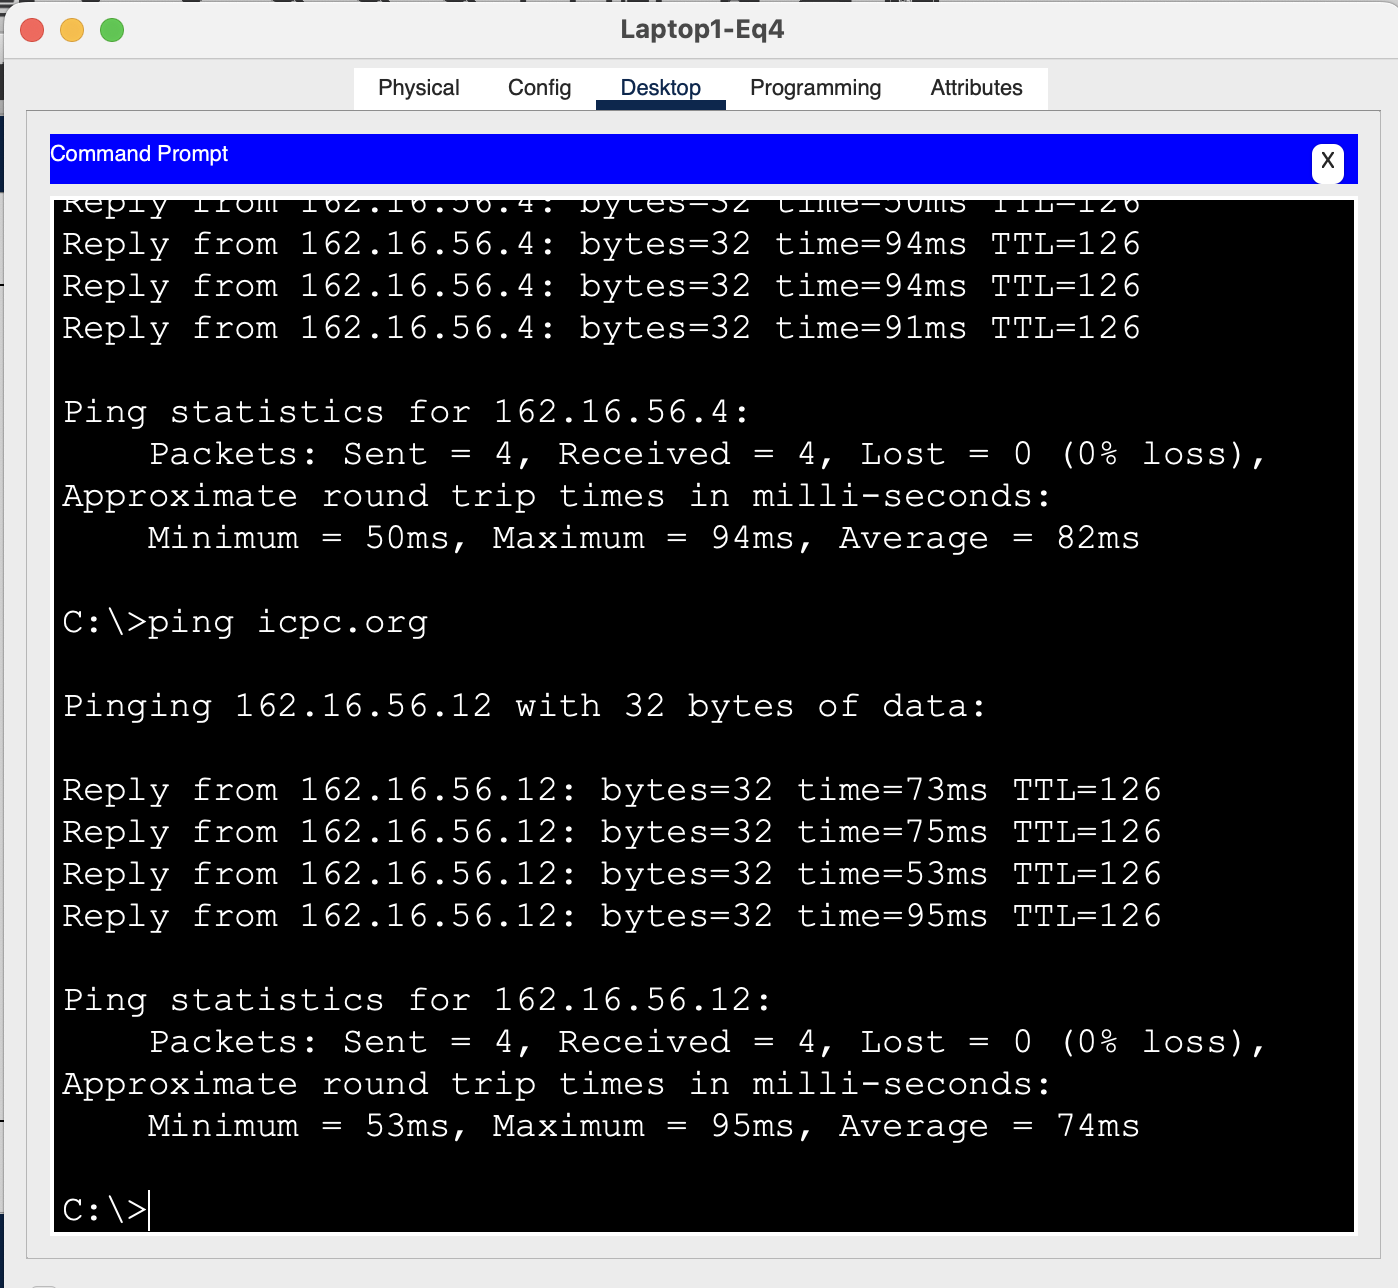 Laptop1-Eq4
Physical Config Desktop Programming Attributes
Command Prompt
X
Reply from 162.16.56.4: bytes=32 time=50ms TTL=126
Reply from 162.16.56.4: bytes=32 time=94ms TTL=126
Reply from 162.16.56.4: bytes=32 time=94ms TTL=126
Reply from 162.16.56.4: bytes=32 time=91ms TTL=126
Ping statistics for 162.16.56.4:
Packets: Sent = 4, Received = 4, Lost = 0 (0% loss),
Approximate round trip times in milli-seconds:
Minimum = 50ms, Maximum = 94ms, Average = 82ms
C:\>ping icpc.org
Pinging 162.16.56.12 with 32 bytes of data:
Reply from 162.16.56.12: bytes=32 time=73ms TTL=126
Reply from 162.16.56.12: bytes=32 time=75ms TTL=126
Reply from 162.16.56.12: bytes=32 time=53ms TTL=126
Reply from 162.16.56.12: bytes=32 time=95ms TTL=126
Ping statistics for 162.16.56.12:
Packets: Sent = 4, Received = 4, Lost = 0 (0% loss),
Approximate round trip times in milli-seconds:
Minimum = 53ms, Maximum = 95ms, Average = 74ms
C:\>